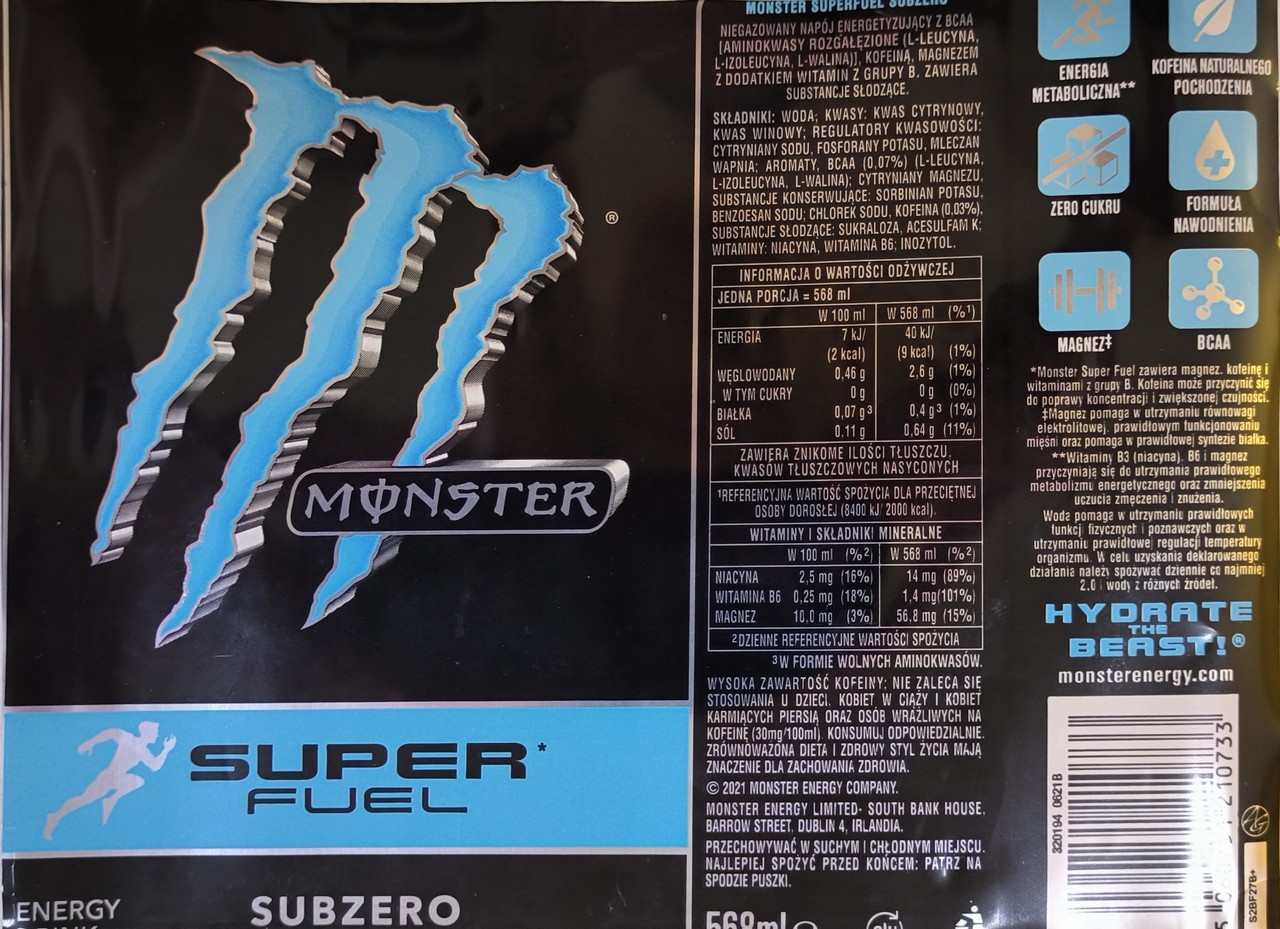 ®
MONSTER
SUPER*
FUEL
ENERGY
SUBZERO
MONSTER SUPERFUEL SUBZERO
NIEGAZOWANY NAPÓJ ENERGETYZUJĄCY Z BCAA
[AMINOKWASY ROZGAŁĘZIONE (L-LEUCYNA,
L-IZOLEUCYNA, L-WALINA)], KOFEINĄ, MAGNEZEM
Z DODATKIEM WITAMIN Z GRUPY B. ZAWIERA
SUBSTANCJE SŁODZĄCE.
SKŁADNIKI: WODA; KWASY: KWAS CYTRYNOWY,
KWAS WINOWY; REGULATORY KWASOWOŚCI:
CYTRYNIANY SODU, FOSFORANY POTASU, MLECZAN
WAPNIA; AROMATY, BCAA (0,07%) (L-LEUCYNA,
L-IZOLEUCYNA, L-WALINA); CYTRYNIANY MAGNEZU,
SUBSTANCJE KONSERWUJĄCE: SORBINIAN POTASU,
BENZOESAN SODU; CHLOREK SODU, KOFEINA (0,03%),
SUBSTANCJE SŁODZĄCE: SUKRALOZA, ACESULFAM K;
WITAMINY: NIACYNA, WITAMINA B6; INOZYTOL.
INFORMACJA O WARTOŚCI ODŻYWCZEJ
JEDNA PORCJA = 568 ml
W 100 ml W 568 ml (%¹)
ENERGIA 7 kJ/ 40 kJ/
(2 kcal) (9 kcal) (1%)
WĘGLOWODANY 0,46 g 2,6 g (1%)
W TYM CUKRY 0 g 0 g (0%)
BIAŁKA 0,07 g³ 0,4 g³ (1%)
SÓL 0,11 g 0,64 g (11%)
ZAWIERA ZNIKOME ILOŚCI TŁUSZCZU,
KWASÓW TŁUSZCZOWYCH NASYCONYCH
¹REFERENCYJNA WARTOŚĆ SPOŻYCIA DLA PRZECIĘTNEJ
OSOBY DOROSŁEJ (8400 kJ/ 2000 kcal).
WITAMINY I SKŁADNIKI MINERALNE
W 100 ml (%²) W 568 ml (%²)
NIACYNA 2,5 mg (16%) 14 mg (89%)
WITAMINA B6 0,25 mg (18%) 1,4 mg(101%)
MAGNEZ 10,0 mg (3%) 56,8 mg (15%)
²DZIENNE REFERENCYJNE WARTOŚCI SPOŻYCIA
³W FORMIE WOLNYCH AMINOKWASÓW.
WYSOKA ZAWARTOŚĆ KOFEINY; NIE ZALECA SIĘ
STOSOWANIA U DZIECI, KOBIET W CIĄŻY I KOBIET
KARMIĄCYCH PIERSIĄ ORAZ OSÓB WRAŻLIWYCH NA
KOFEINĘ (30mg/100ml). KONSUMUJ ODPOWIEDZIALNIE.
ZRÓWNOWAŻONA DIETA I ZDROWY STYL ŻYCIA MAJĄ
ZNACZENIE DLA ZACHOWANIA ZDROWIA.
© 2021 MONSTER ENERGY COMPANY.
MONSTER ENERGY LIMITED- SOUTH BANK HOUSE,
BARROW STREET, DUBLIN 4, IRLANDIA.
PRZECHOWYWAĆ W SUCHYM I CHŁODNYM MIEJSCU.
NAJLEPIEJ SPOŻYĆ PRZED KOŃCEM: PATRZ NA
SPODZIE PUSZKI.
568ml
alu
ENERGIA
METABOLICZNA**
KOFEINA NATURALNEGO
POCHODZENIA
ZERO CUKRU
FORMUŁA
NAWODNIENIA
MAGNEZ‡
BCAA
*Monster Super Fuel zawiera magnez, kofeinę i
witaminami z grupy B. Kofeina może przyczynić się
do poprawy koncentracji i zwiększonej czujności.
‡Magnez pomaga w utrzymaniu równowagi
elektrolitowej, prawidłowym funkcjonowaniu
mięśni oraz pomaga w prawidłowej syntezie białka.
**Witaminy B3 (niacyna), B6 i magnez
przyczyniają się do utrzymania prawidłowego
metabolizmu energetycznego oraz zmniejszenia
uczucia zmęczenia i znużenia.
Woda pomaga w utrzymaniu prawidłowych
funkcji fizycznych i poznawczych oraz w
utrzymaniu prawidłowej regulacji temperatury
organizmu. W celu uzyskania deklarowanego
działania należy spożywać dziennie co najmniej
2.0 l wody z różnych źródeł.
HYDRATE
THE
BEAST!®
monsterenergy.com
320194 0621B
210733
AG
S2BF27B+